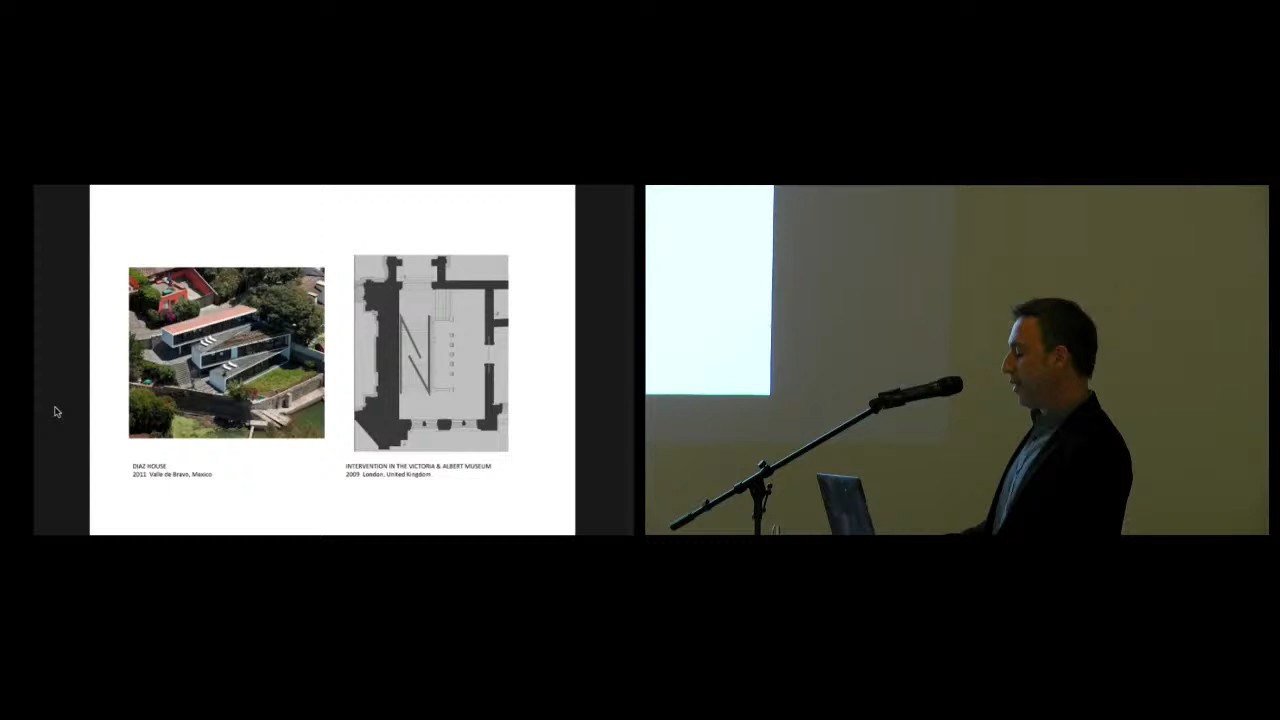 DIAZ HOUSE
2011 Valle de Bravo, Mexico
INTERVENTION IN THE VICTORIA & ALBERT MUSEUM
2009 London, United Kingdom